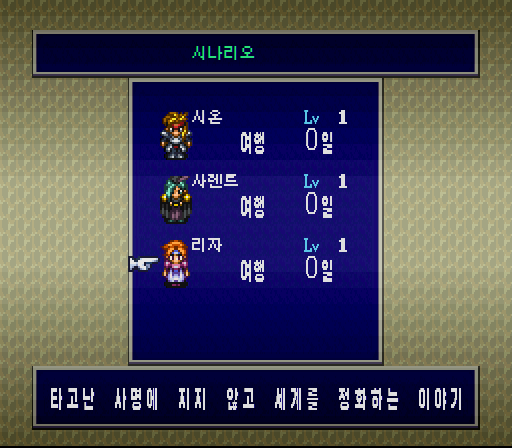 시나리오
시온 Lv 1
여행 0일
사렌트 Lv 1
여행 0일
리자 Lv 1
여행 0일
타고난 사명에 지지 않고 세계를 정화하는 이야기